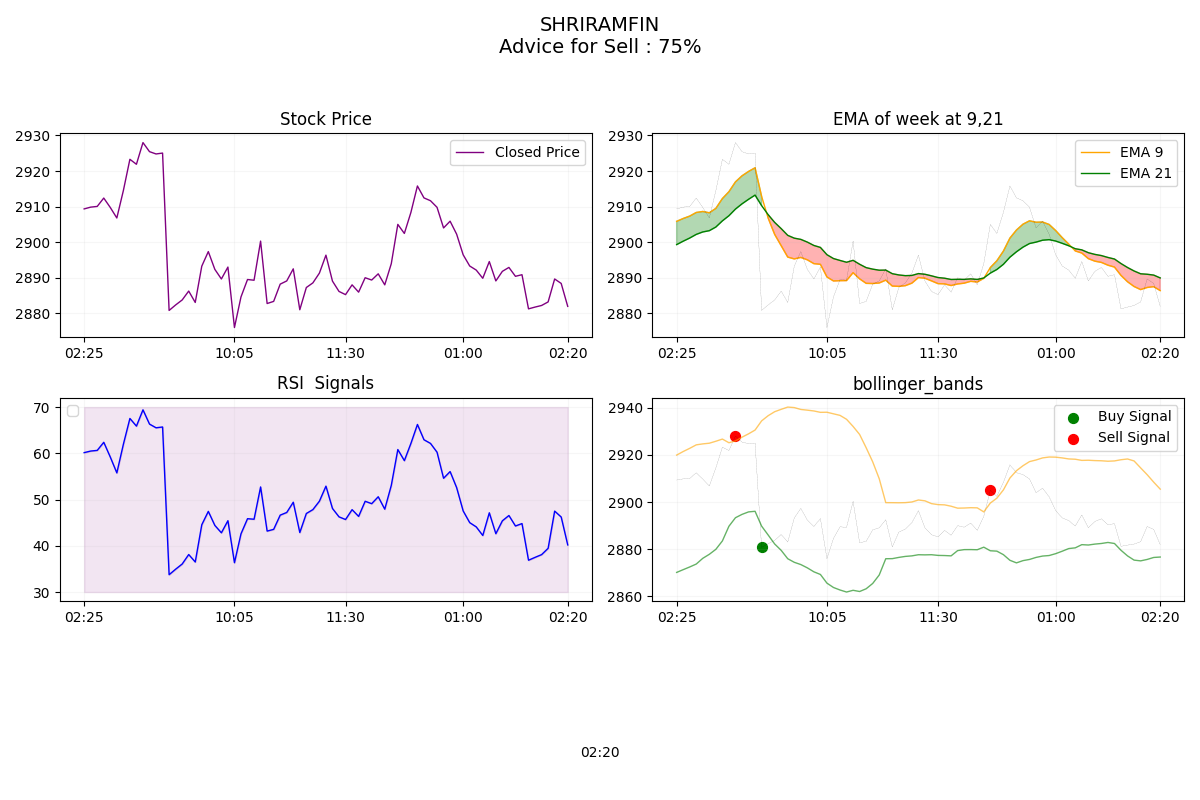 SHRIRAMFIN
Advice for Sell : 75%
Stock Price
2930
2920
2910
2900
2890
2880
Closed Price
02:25 10:05 11:30 01:00 02:20
EMA of week at 9,21
2930
2920
2910
2900
2890
2880
EMA 9
EMA 21
02:25 10:05 11:30 01:00 02:20
RSI  Signals
70
60
50
40
30
02:25 10:05 11:30 01:00 02:20
bollinger_bands
2940
2920
2900
2880
2860
Buy Signal
Sell Signal
02:25 10:05 11:30 01:00 02:20
02:20